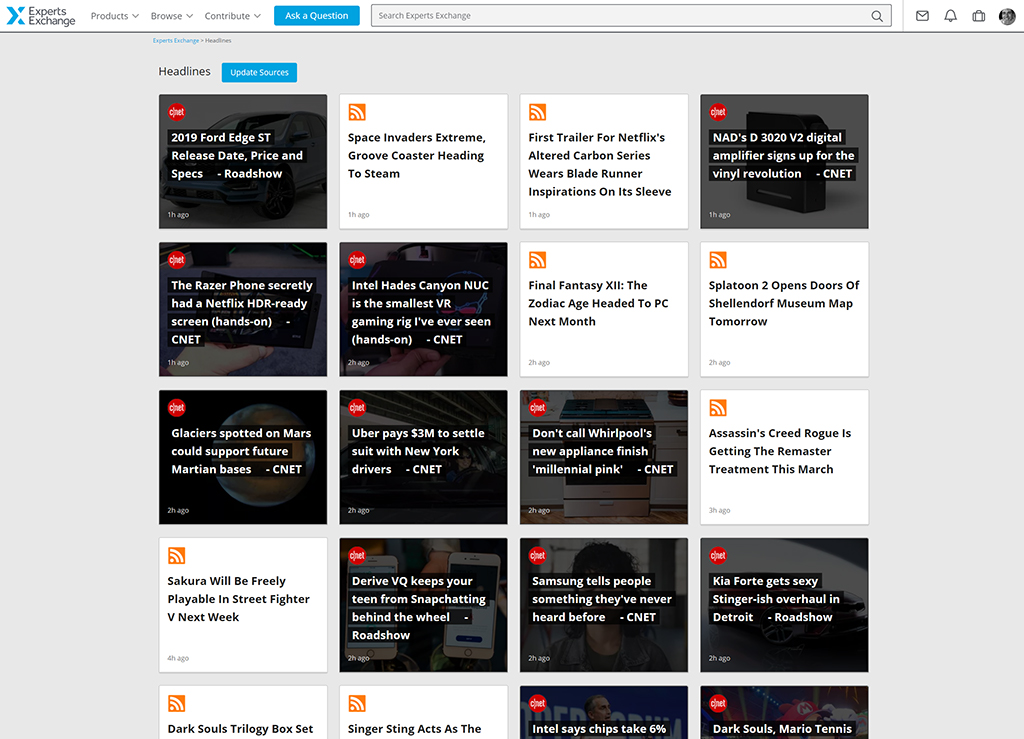 Experts
Exchange
Products
Browse
Contribute
Ask a Question
Search Experts Exchange
Experts Exchange > Headlines
Headlines
Update Sources
c|net
2019 Ford Edge ST
Release Date, Price and
Specs - Roadshow
1h ago
Space Invaders Extreme,
Groove Coaster Heading
To Steam
1h ago
First Trailer For Netflix's
Altered Carbon Series
Wears Blade Runner
Inspirations On Its Sleeve
1h ago
c|net
NAD's D 3020 V2 digital
amplifier signs up for the
vinyl revolution - CNET
1h ago
c|net
The Razer Phone secretly
had a Netflix HDR-ready
screen (hands-on) -
CNET
1h ago
c|net
Intel Hades Canyon NUC
is the smallest VR
gaming rig I've ever seen
(hands-on) - CNET
2h ago
Final Fantasy XII: The
Zodiac Age Headed To PC
Next Month
2h ago
Splatoon 2 Opens Doors Of
Shellendorf Museum Map
Tomorrow
2h ago
c|net
Glaciers spotted on Mars
could support future
Martian bases - CNET
2h ago
c|net
Uber pays $3M to settle
suit with New York
drivers - CNET
2h ago
c|net
Don't call Whirlpool's
new appliance finish
'millennial pink' - CNET
2h ago
Assassin's Creed Rogue Is
Getting The Remaster
Treatment This March
3h ago
Sakura Will Be Freely
Playable In Street Fighter
V Next Week
4h ago
c|net
Derive VQ keeps your
teen from Snapchatting
behind the wheel -
Roadshow
2h ago
c|net
Samsung tells people
something they've never
heard before - CNET
2h ago
c|net
Kia Forte gets sexy
Stinger-ish overhaul in
Detroit - Roadshow
2h ago
Dark Souls Trilogy Box Set
Singer Sting Acts As The
c|net
Intel says chips take 6%
c|net
Dark Souls, Mario Tennis